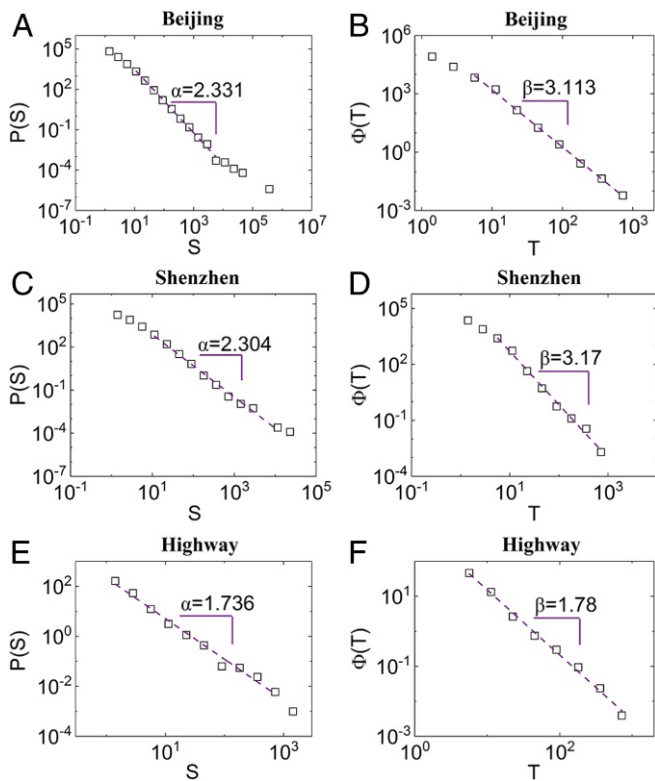 A
Beijing
P(S)
10^5
10^2
10^-1
10^-4
10^-7
α=2.331
10^-1 10^1 10^3 10^5 10^7
S
B
Beijing
Φ(T)
10^6
10^3
10^0
10^-3
β=3.113
10^0 10^1 10^2 10^3
T
C
Shenzhen
P(S)
10^5
10^2
10^-1
10^-4
10^-7
α=2.304
10^-1 10^1 10^3 10^5
S
D
Shenzhen
Φ(T)
10^5
10^2
10^-1
10^-4
β=3.17
10^-1 10^1 10^3
T
E
Highway
P(S)
10^2
10^0
10^-2
10^-4
α=1.736
10^1 10^3
S
F
Highway
Φ(T)
10^1
10^-1
10^-3
β=1.78
10^0 10^2
T